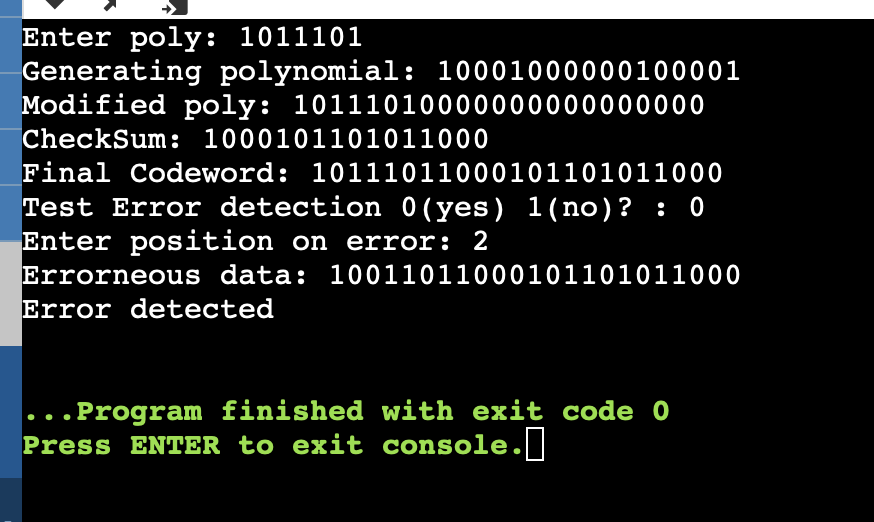 Enter poly: 1011101
Generating polynomial: 10001000000100001
Modified poly: 10111010000000000000000
CheckSum: 1000101101011000
Final Codeword: 10111011000101101011000
Test Error detection 0(yes) 1(no)? : 0
Enter position on error: 2
Errorneous data: 10011011000101101011000
Error detected
...Program finished with exit code 0
Press ENTER to exit console.